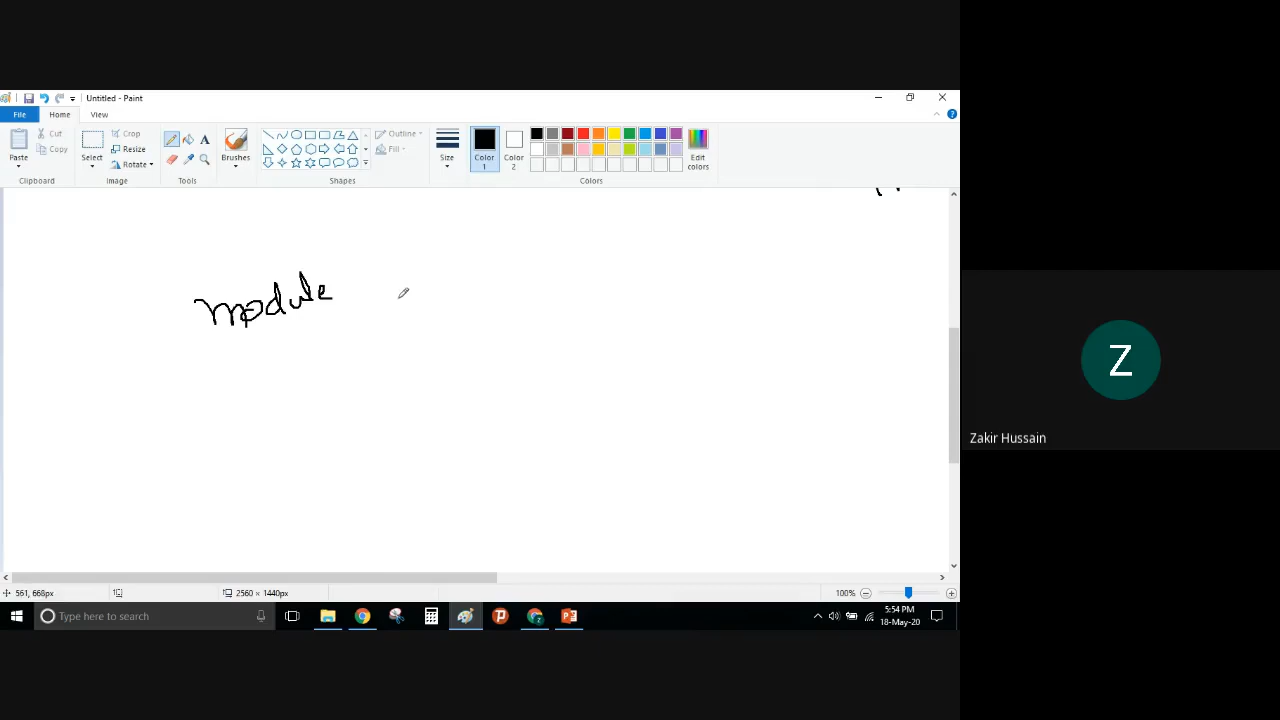 Untitled - Paint
File Home View
Paste
Cut
Copy
Clipboard
Select
Crop
Resize
Rotate
Image
A
Tools
Brushes
Outline
Fill
Shapes
Size
Color 1
Color 2
Edit colors
Colors
module
551, 668px
2560 × 1440px
100%
Type here to search
5:54 PM
18-May-20
Z
Zakir Hussain